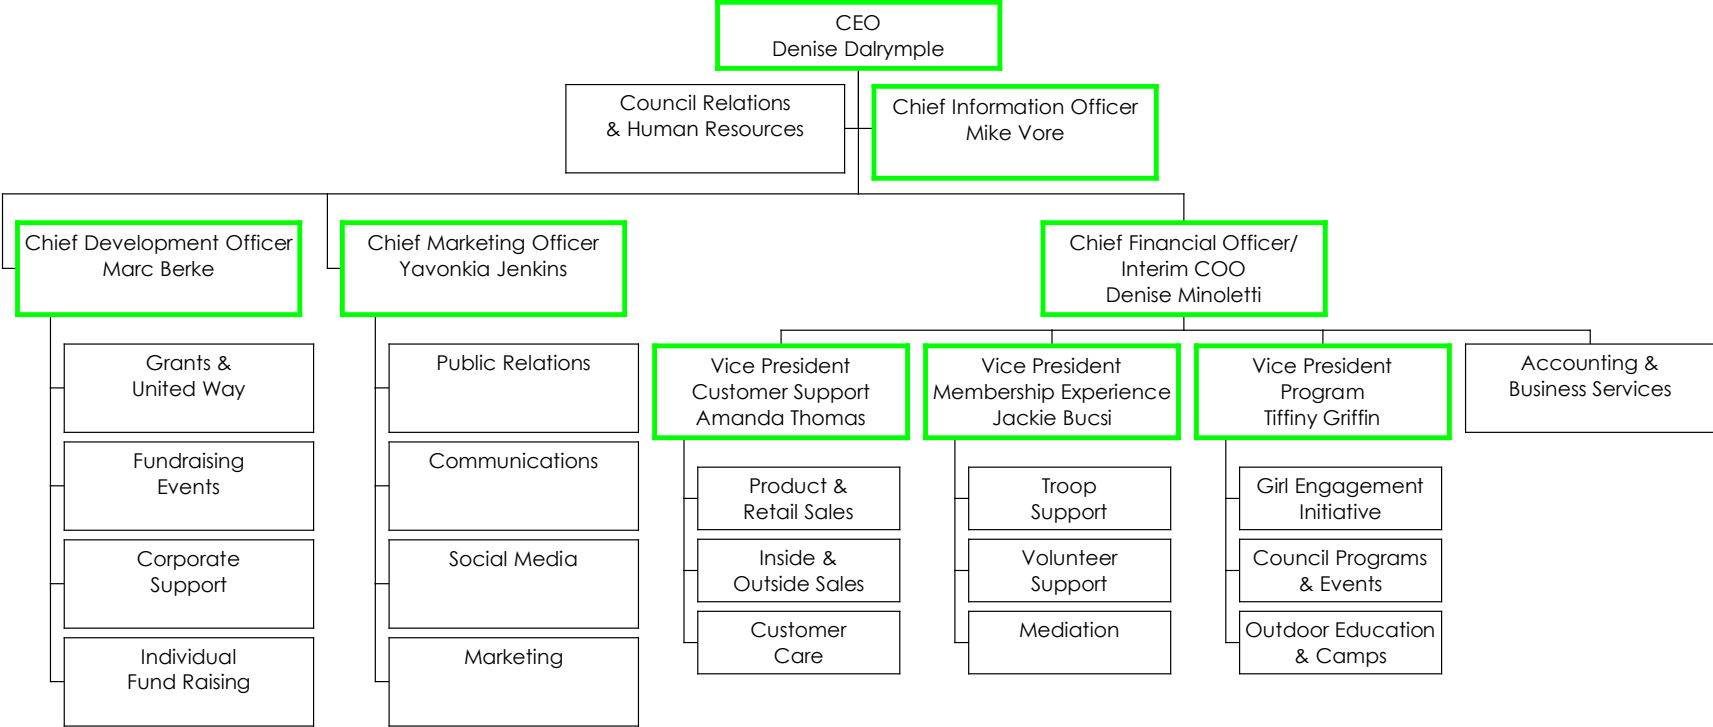 CEO
Denise Dalrymple
Council Relations
& Human Resources
Chief Information Officer
Mike Vore
Chief Development Officer
Marc Berke
Chief Marketing Officer
Yavonkia Jenkins
Chief Financial Officer/
Interim COO
Denise Minoletti
Grants &
United Way
Fundraising
Events
Corporate
Support
Individual
Fund Raising
Public Relations
Communications
Social Media
Marketing
Vice President
Customer Support
Amanda Thomas
Product &
Retail Sales
Inside &
Outside Sales
Customer
Care
Vice President
Membership Experience
Jackie Bucsi
Troop
Support
Volunteer
Support
Mediation
Vice President
Program
Tiffiny Griffin
Girl Engagement
Initiative
Council Programs
& Events
Outdoor Education
& Camps
Accounting &
Business Services